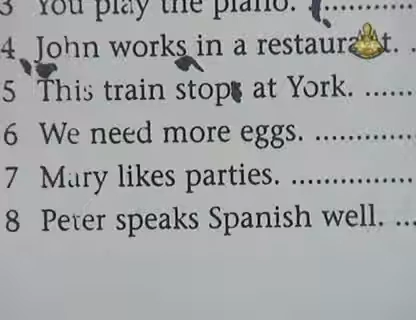 3 You play the piano. ............
4 John works in a restaurant. .
5 This train stops at York. ......
6 We need more eggs. .............
7 Mary likes parties. ..............
8 Peter speaks Spanish well. ...